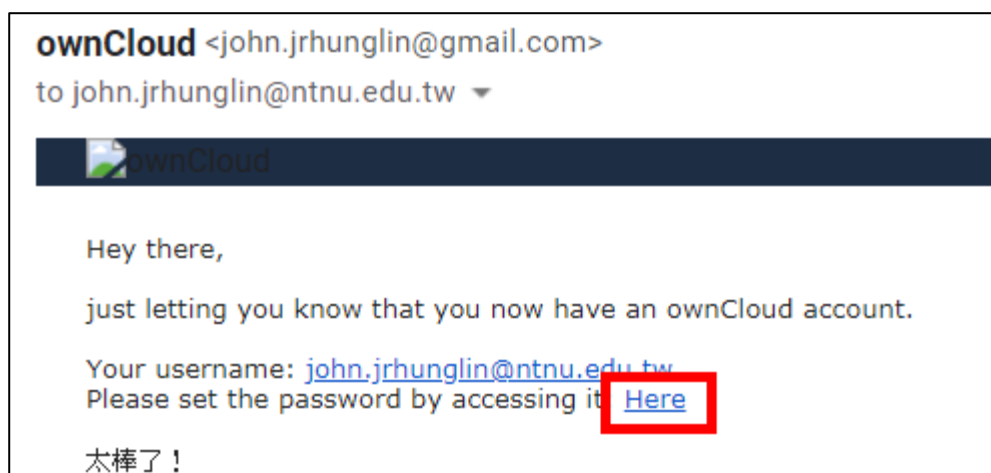 ownCloud <john.jrhunglin@gmail.com>
to john.jrhunglin@ntnu.edu.tw
ownCloud
Hey there,
just letting you know that you now have an ownCloud account.
Your username: john.jrhunglin@ntnu.edu.tw
Please set the password by accessing it Here
太棒了！